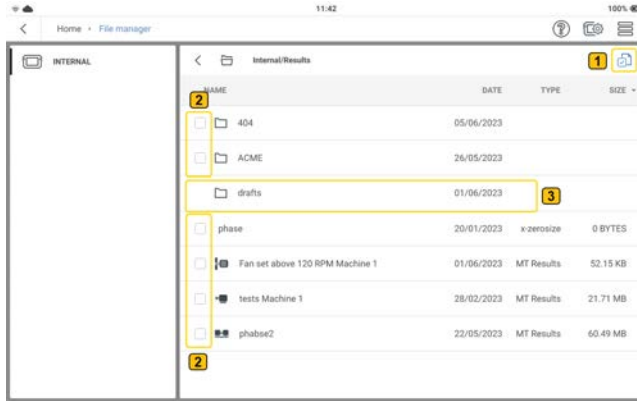 11:42
100%
Home • File manager
INTERNAL
Internal/Results
1
NAME DATE TYPE SIZE
2
404 05/06/2023
ACME 26/05/2023
drafts 01/06/2023
3
phase 20/01/2023 x-zerosize 0 BYTES
Fan set above 120 RPM Machine 1 01/06/2023 MT Results 52.15 KB
tests Machine 1 28/02/2023 MT Results 21.71 MB
phabse2 22/05/2023 MT Results 60.49 MB
2